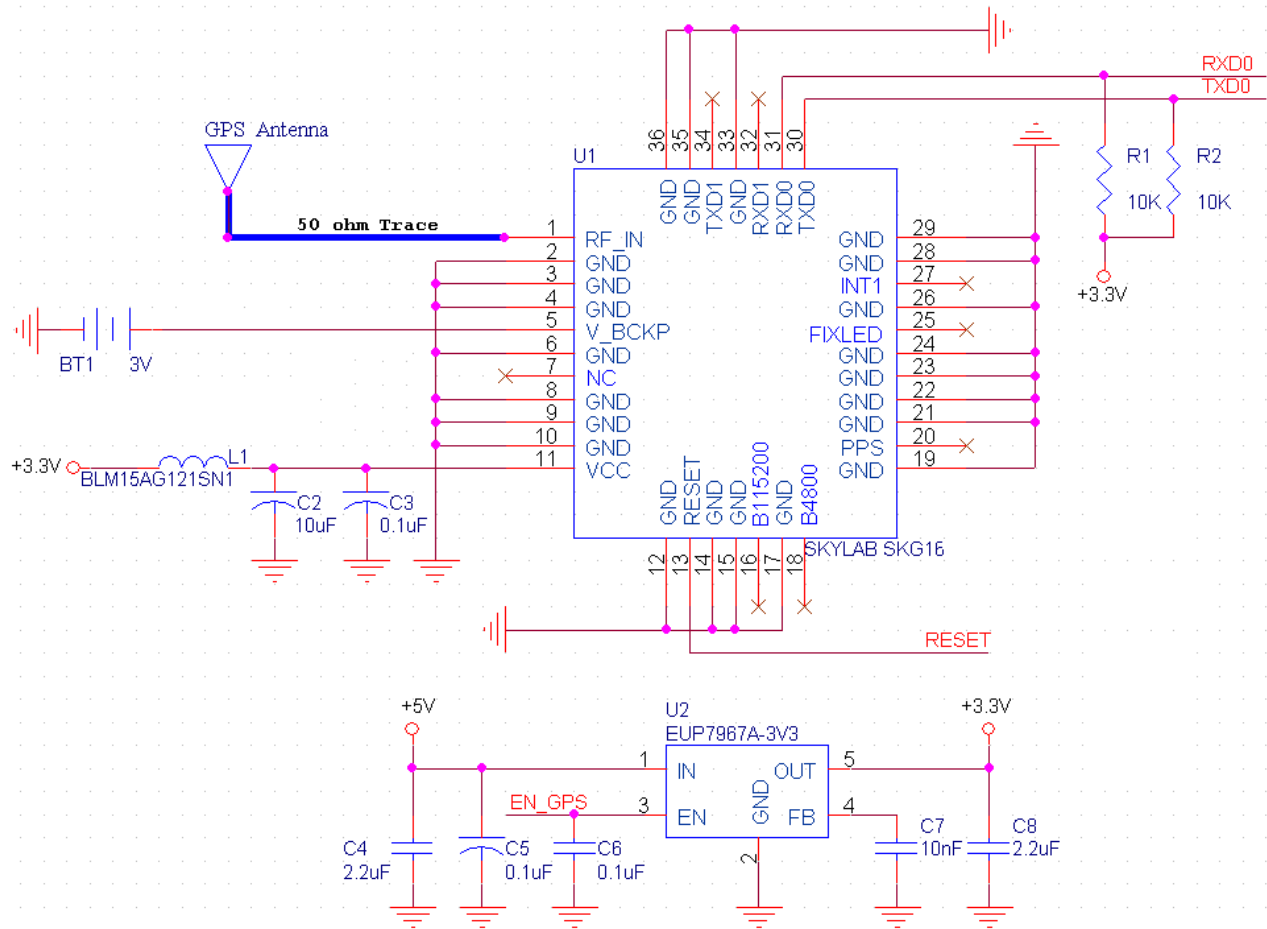 RXD0
TXD0
GPS Antenna
36
35
34
33
32
31
30
U1
R1
R2
10K
10K
GND
GND
TXD1
GND
RXD1
RXD0
TXD0
50 ohm Trace
1
RF_IN
2
GND
3
GND
4
GND
5
V_BCKP
6
GND
7
NC
8
GND
9
GND
10
GND
11
VCC
GND
29
GND
28
INT1
27
GND
26
FIXLED
25
GND
24
GND
23
GND
22
GND
21
PPS
20
GND
19
+3.3V
BT1
3V
+3.3V
L1
BLM15AG121SN1
C2
10uF
C3
0.1uF
GND
RESET
GND
GND
B115200
GND
B4800
SKYLAB SKG16
12
13
14
15
16
17
18
RESET
+5V
U2
EUP7967A-3V3
+3.3V
1
IN
OUT
5
EN_GPS
3
EN
GND
FB
4
2
C4
2.2uF
C5
0.1uF
C6
0.1uF
C7
10nF
C8
2.2uF